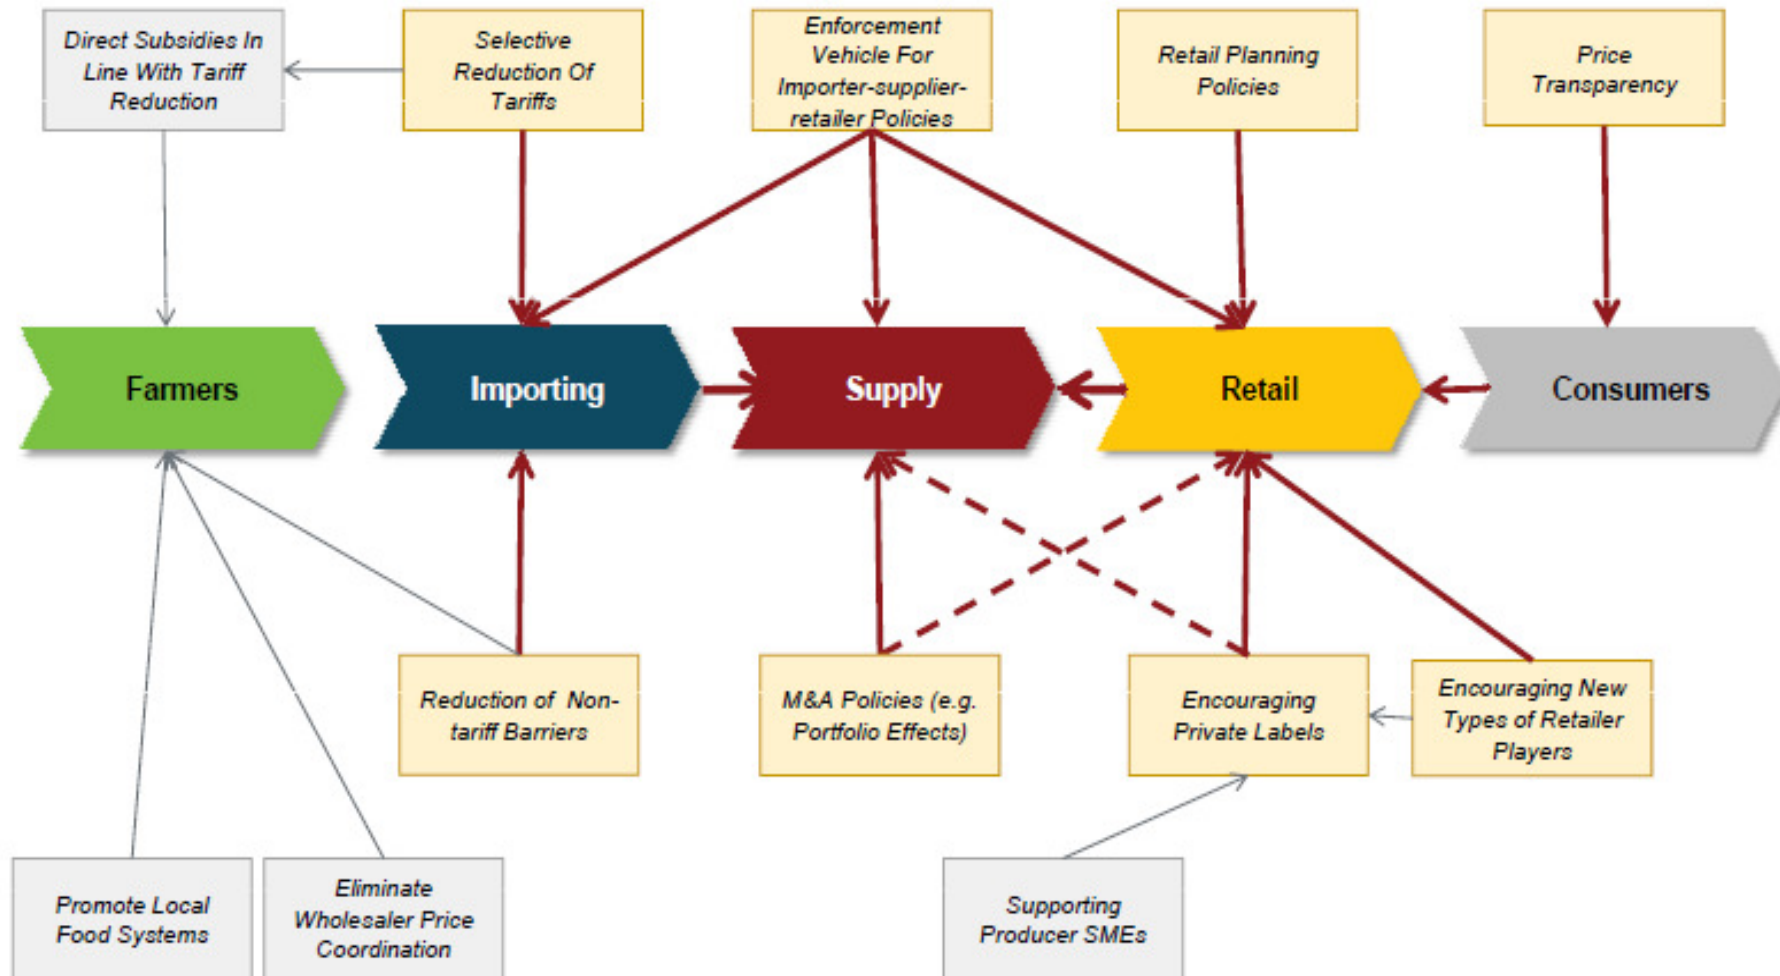 Direct Subsidies In
Line With Tariff
Reduction
Selective
Reduction Of
Tariffs
Enforcement
Vehicle For
Importer-supplier-
retailer Policies
Retail Planning
Policies
Price
Transparency
Farmers
Importing
Supply
Retail
Consumers
Reduction of Non-
tariff Barriers
M&A Policies (e.g.
Portfolio Effects)
Encouraging
Private Labels
Encouraging New
Types of Retailer
Players
Promote Local
Food Systems
Eliminate
Wholesaler Price
Coordination
Supporting
Producer SMEs